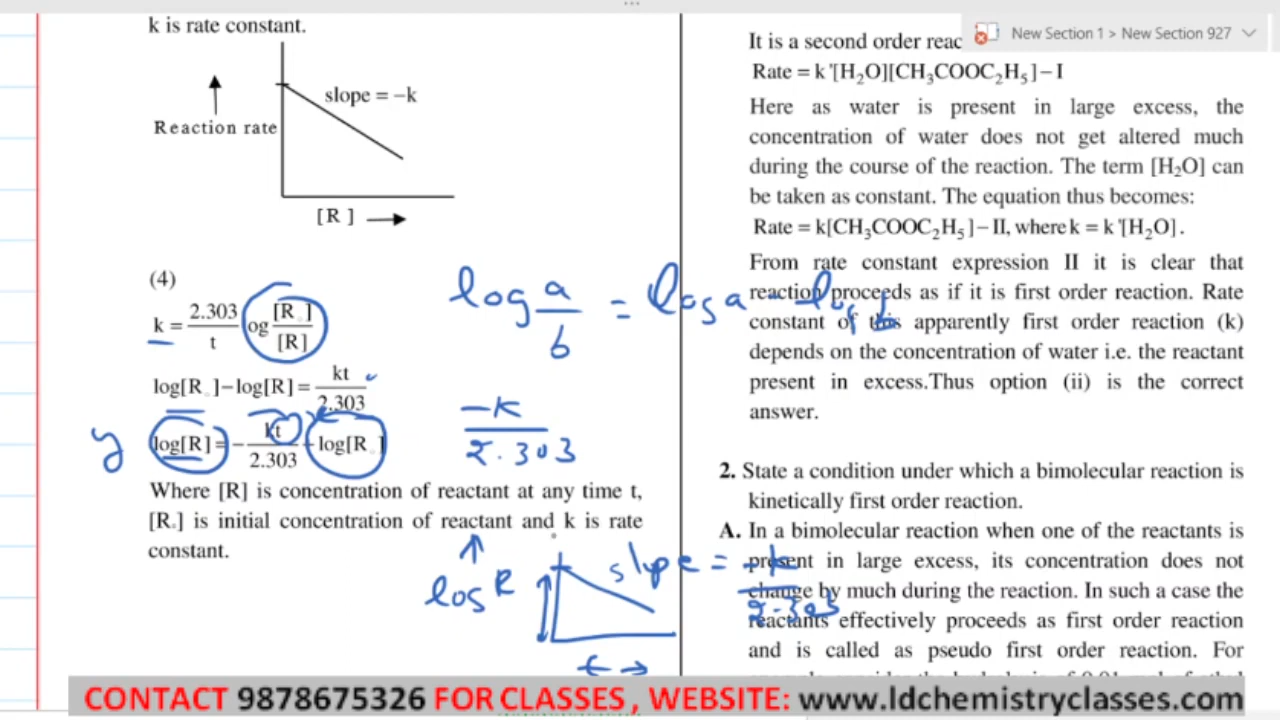 k is rate constant.
slope = −k
Reaction rate
[R ]
(4)
k = 2.303/t log [R.]/[R]
log[R.]−log[R] = kt/2.303
log[R] = − kt/2.303 + log[R.]
Where [R] is concentration of reactant at any time t,
[R.] is initial concentration of reactant and k is rate
constant.
log a/b = log a - log b
y
-k/2.303
log R
slope = -k/2.303
t →
New Section 1 > New Section 927
It is a second order reac
Rate = k'[H₂O][CH₃COOC₂H₅] − I
Here as water is present in large excess, the
concentration of water does not get altered much
during the course of the reaction. The term [H₂O] can
be taken as constant. The equation thus becomes:
Rate = k[CH₃COOC₂H₅] − II, where k = k'[H₂O].
From rate constant expression II it is clear that
reaction proceeds as if it is first order reaction. Rate
constant of this apparently first order reaction (k)
depends on the concentration of water i.e. the reactant
present in excess.Thus option (ii) is the correct
answer.
2. State a condition under which a bimolecular reaction is
kinetically first order reaction.
A. In a bimolecular reaction when one of the reactants is
present in large excess, its concentration does not
change by much during the reaction. In such a case the
reactants effectively proceeds as first order reaction
and is called as pseudo first order reaction. For
CONTACT 9878675326 FOR CLASSES , WEBSITE: www.ldchemistryclasses.com